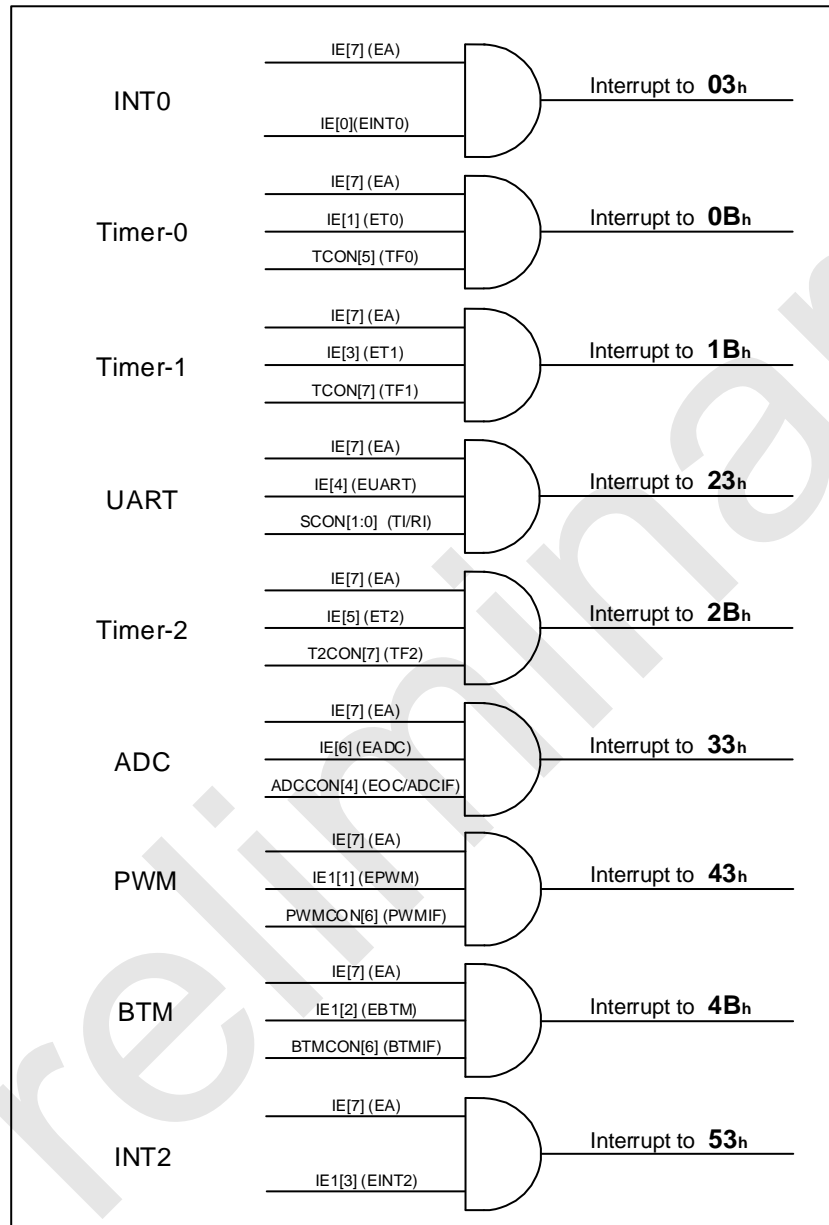 IE[7] (EA)
INT0
Interrupt to 03h
IE[0](EINT0)
IE[7] (EA)
Timer-0
IE[1] (ET0)
Interrupt to 0Bh
TCON[5] (TF0)
IE[7] (EA)
Timer-1
IE[3] (ET1)
Interrupt to 1Bh
TCON[7] (TF1)
IE[7] (EA)
UART
IE[4] (EUART)
Interrupt to 23h
SCON[1:0] (TI/RI)
IE[7] (EA)
Timer-2
IE[5] (ET2)
Interrupt to 2Bh
T2CON[7] (TF2)
IE[7] (EA)
ADC
IE[6] (EADC)
Interrupt to 33h
ADCCON[4] (EOC/ADCIF)
IE[7] (EA)
PWM
IE1[1] (EPWM)
Interrupt to 43h
PWMCON[6] (PWMIF)
IE[7] (EA)
BTM
IE1[2] (EBTM)
Interrupt to 4Bh
BTMCON[6] (BTMIF)
IE[7] (EA)
INT2
Interrupt to 53h
IE1[3] (EINT2)
reliminar